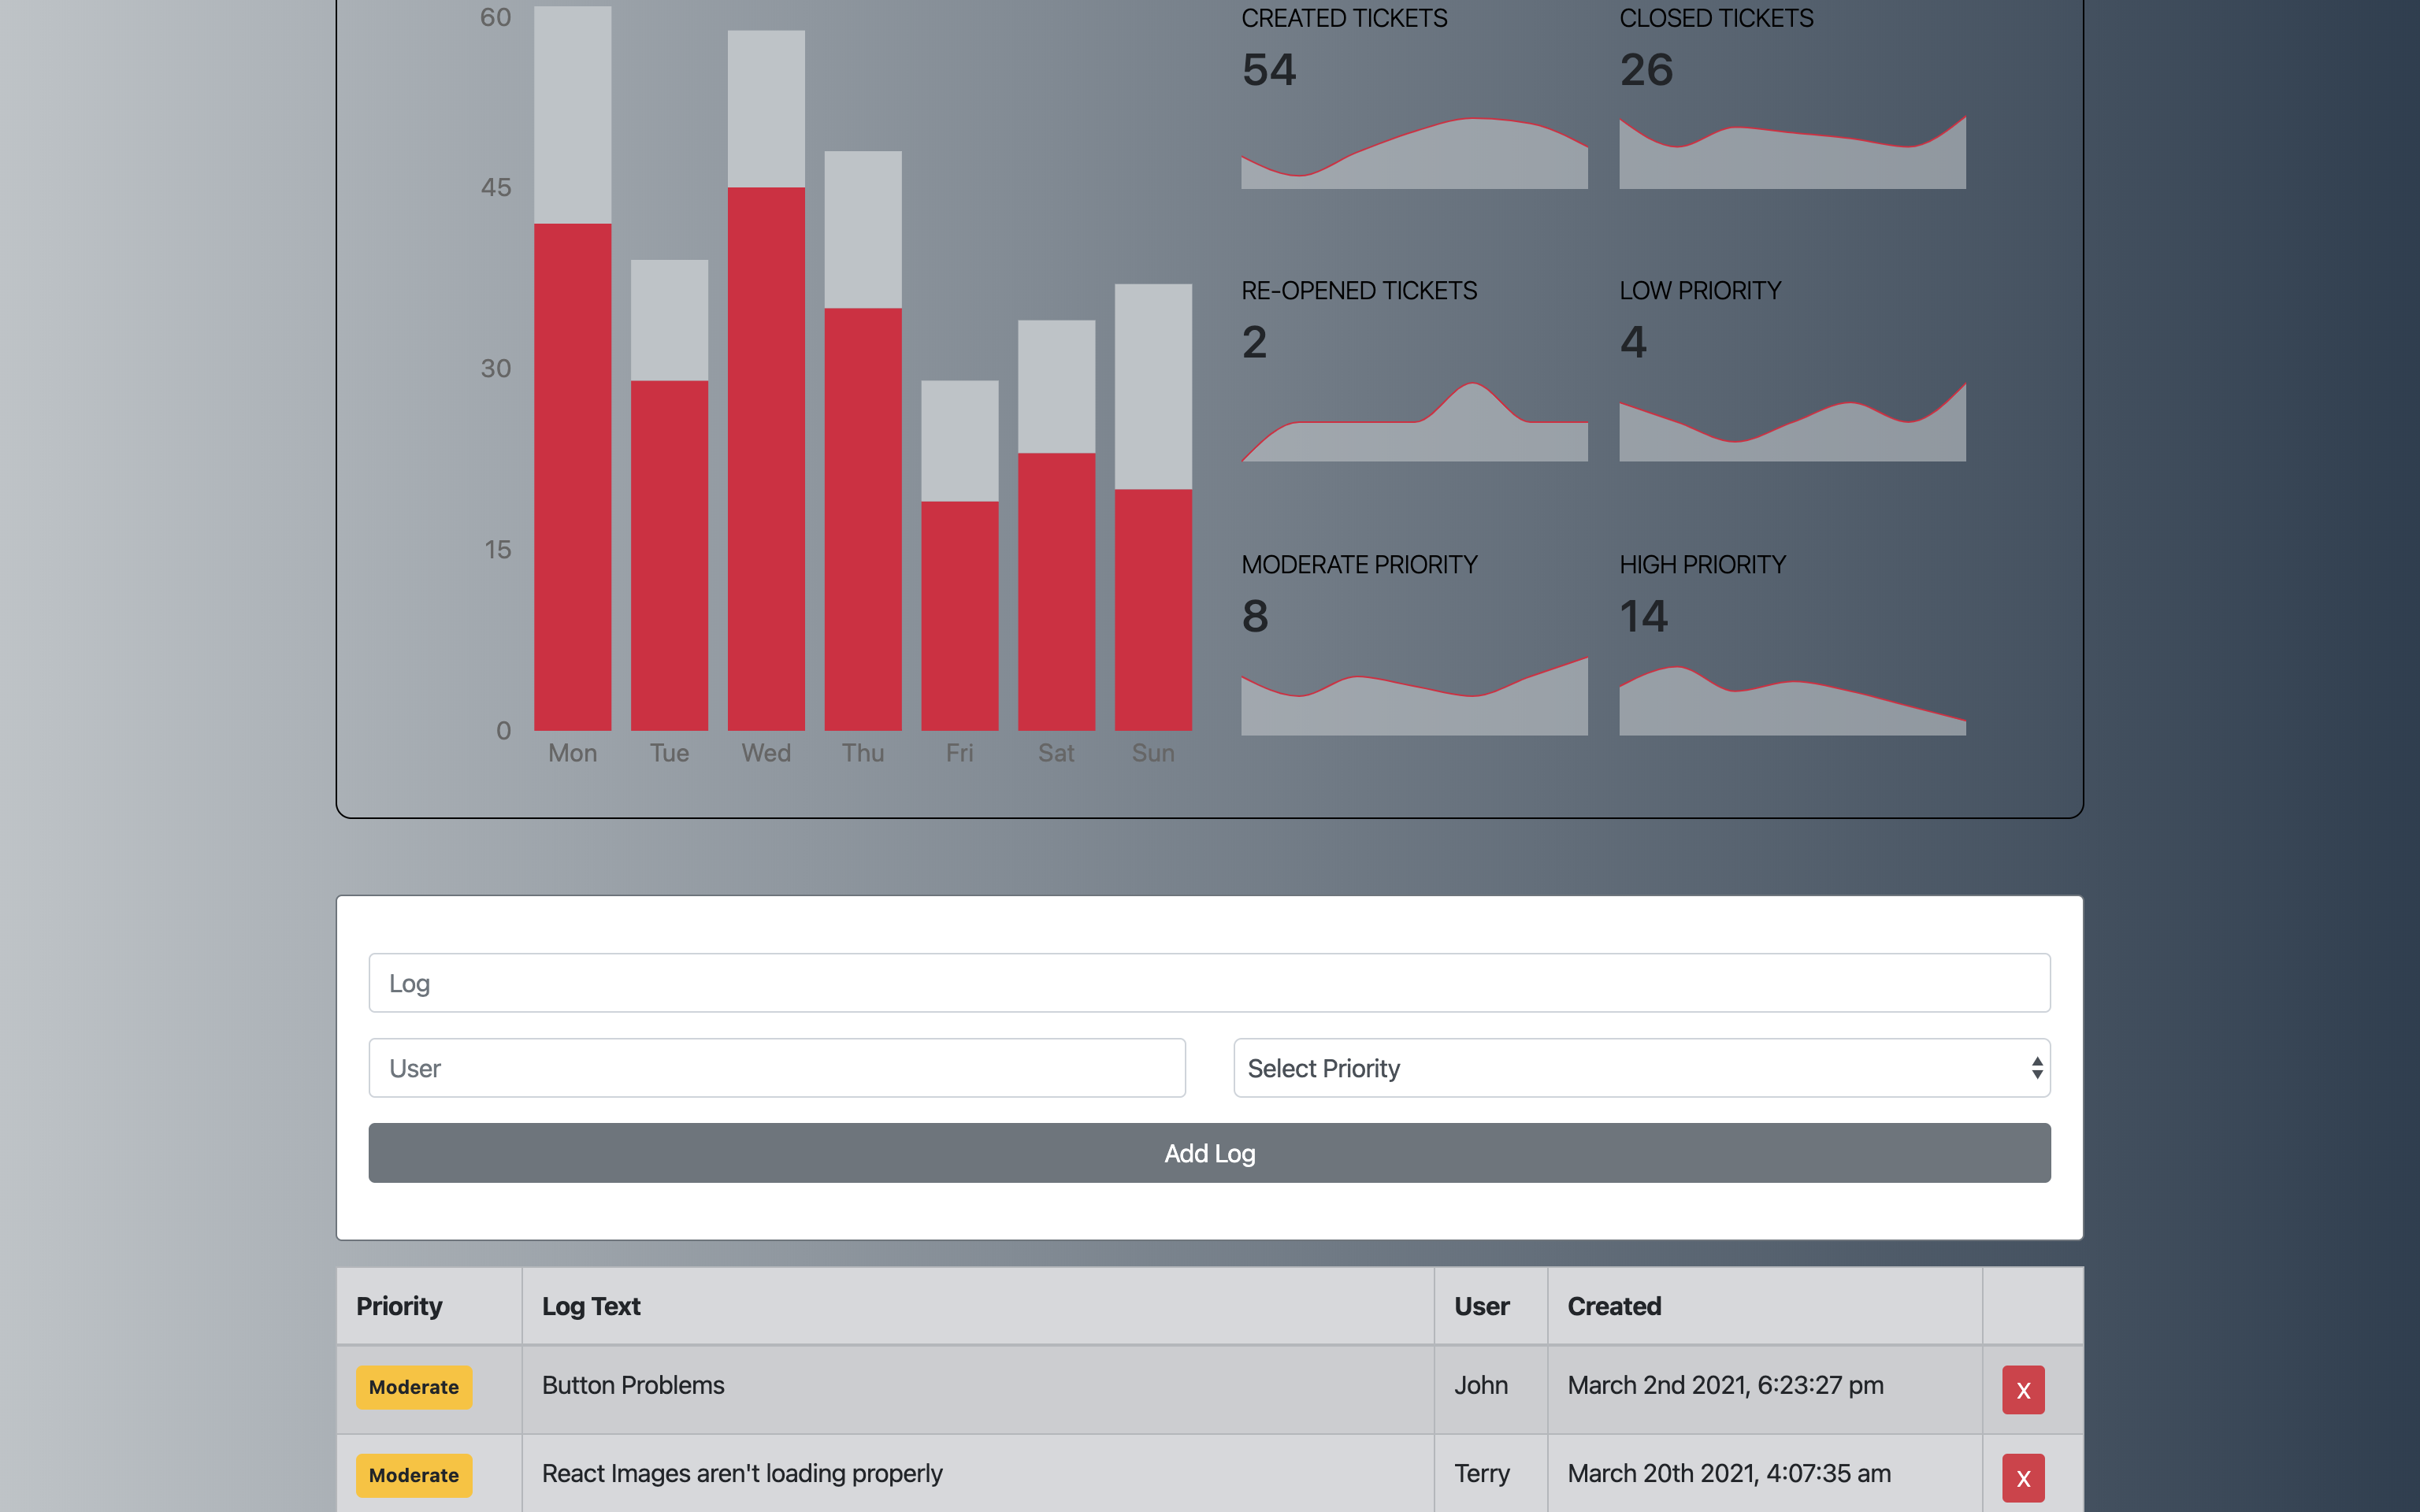 60
45
30
15
0
Mon Tue Wed Thu Fri Sat Sun
CREATED TICKETS
54
CLOSED TICKETS
26
RE-OPENED TICKETS
2
LOW PRIORITY
4
MODERATE PRIORITY
8
HIGH PRIORITY
14
Log
User
Select Priority
Add Log
Priority Log Text User Created
Moderate Button Problems John March 2nd 2021, 6:23:27 pm X
Moderate React Images aren't loading properly Terry March 20th 2021, 4:07:35 am X